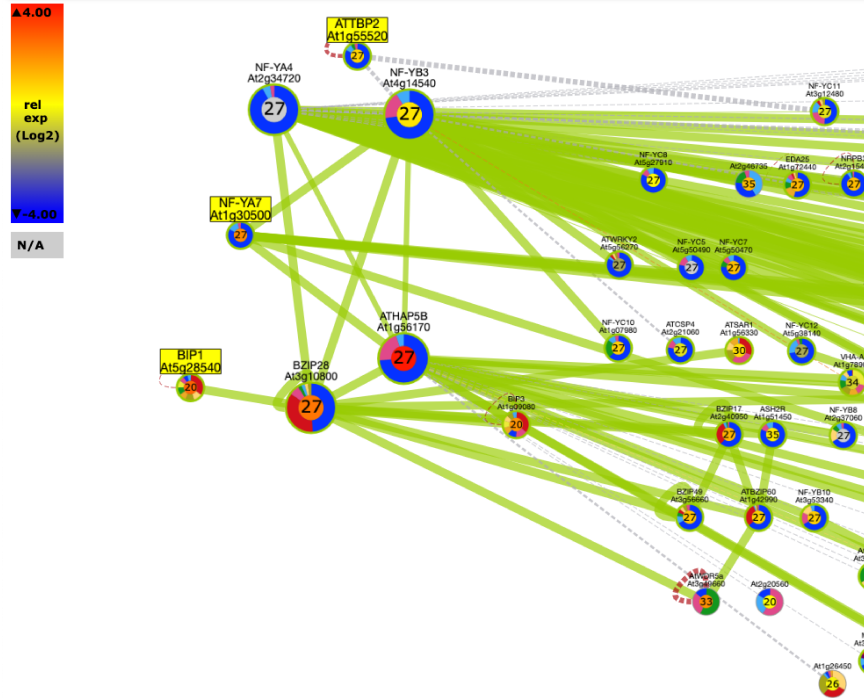 ▲4.00
rel
exp
(Log2)
▼-4.00
N/A
ATTBP2
At1g55520
27
NF-YA4
At2g34720
27
NF-YB3
At4g14540
27
NF-YC11
At3g12480
27
NF-YC8
At5g27910
27
At2g46735
35
EDA25
At1g72440
27
27
NF-YA7
At1g30500
27
ATWRKY2
At5g56270
27
NF-YC5
At5g50490
27
NF-YC7
At5g50470
27
ATHAP5B
At1g56170
27
NF-YC10
At1g07980
27
ATCSP4
At2g21060
27
ATSAR1
At1g56330
30
NF-YC12
At5g38140
27
VHA-A
34
BIP1
At5g28540
20
BZIP28
At3g10800
27
BIP3
At1g09080
20
BZIP17
At2g40950
27
ASH2R
At1g51450
35
NF-YB8
At2g37060
27
BZIP49
At3g56660
27
ATBZIP60
At1g42990
27
NF-YB10
At3g53340
27
AtWDR5a
At3g49660
33
At2g20560
20
At1g26450
26